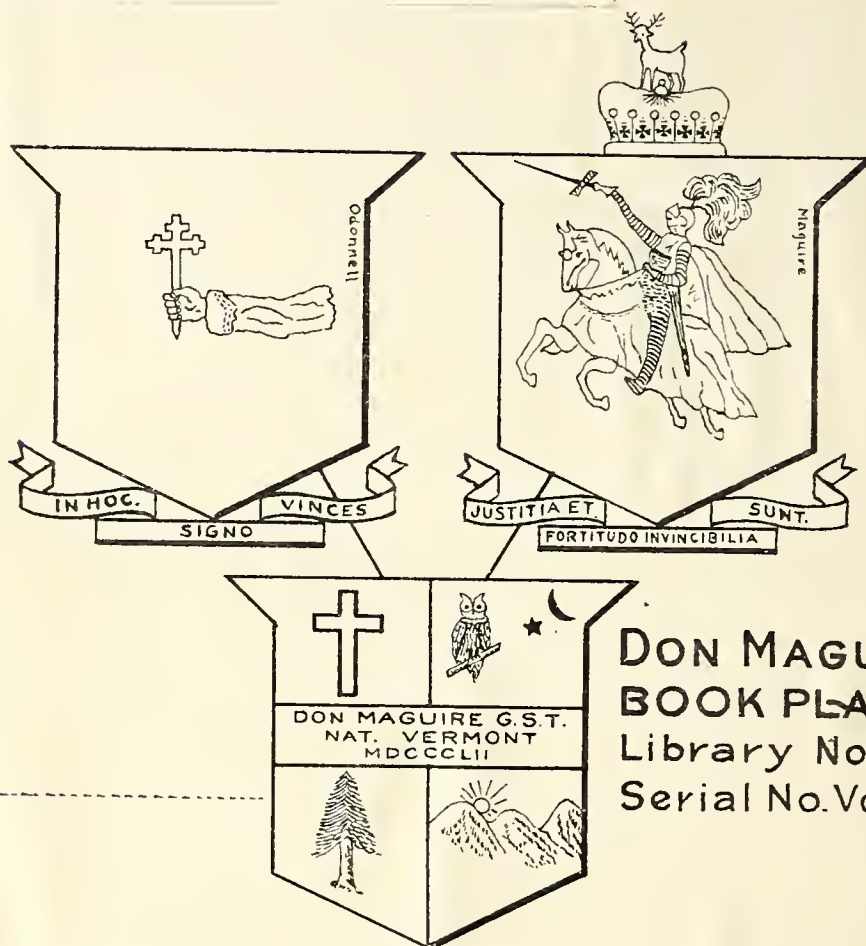 Odonnell
Maguire
IN HOC. VINCES
SIGNO
JUSTITIA ET. SUNT.
FORTITUDO INVINCIBILIA
DON MAGUIRE G.S.T.
NAT. VERMONT
MDCCCLII
DON MAGU
BOOK PLA
Library No
Serial No. Vo